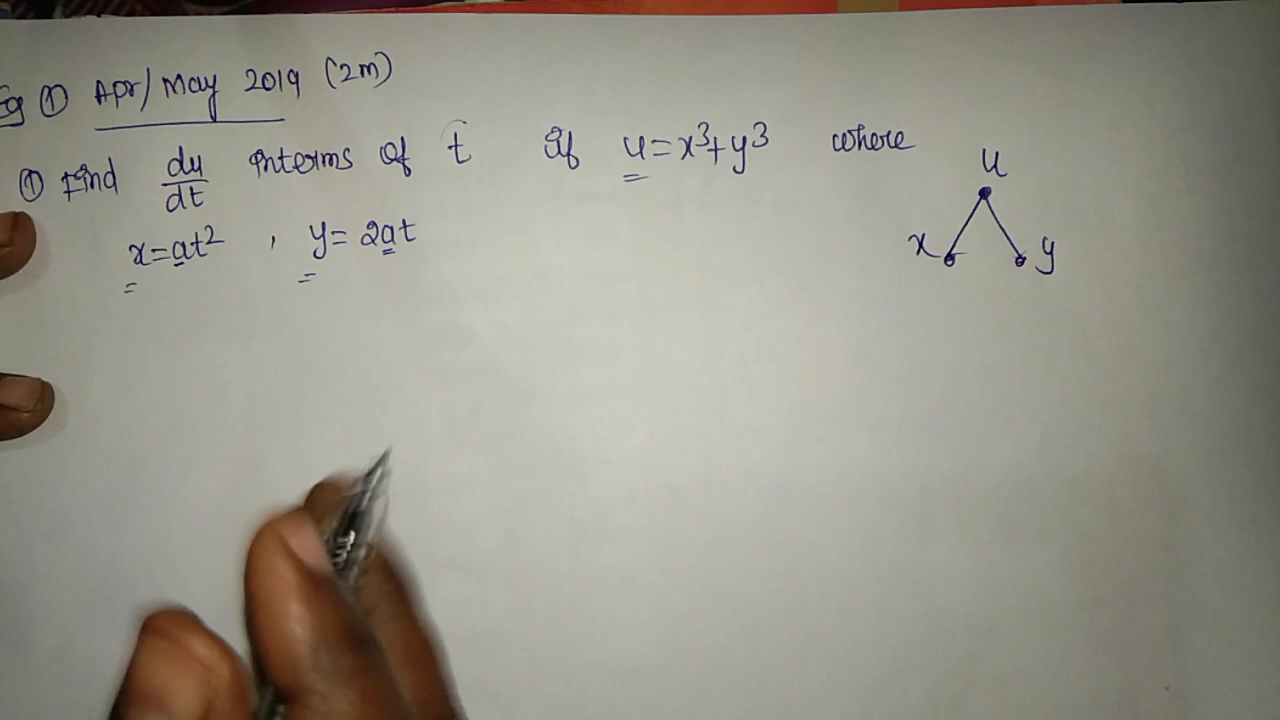 Eg ① Apr/May 2019 (2m)
① Find du/dt interms of t if u=x³+y³ where
x=at² , y=2at
u
x y